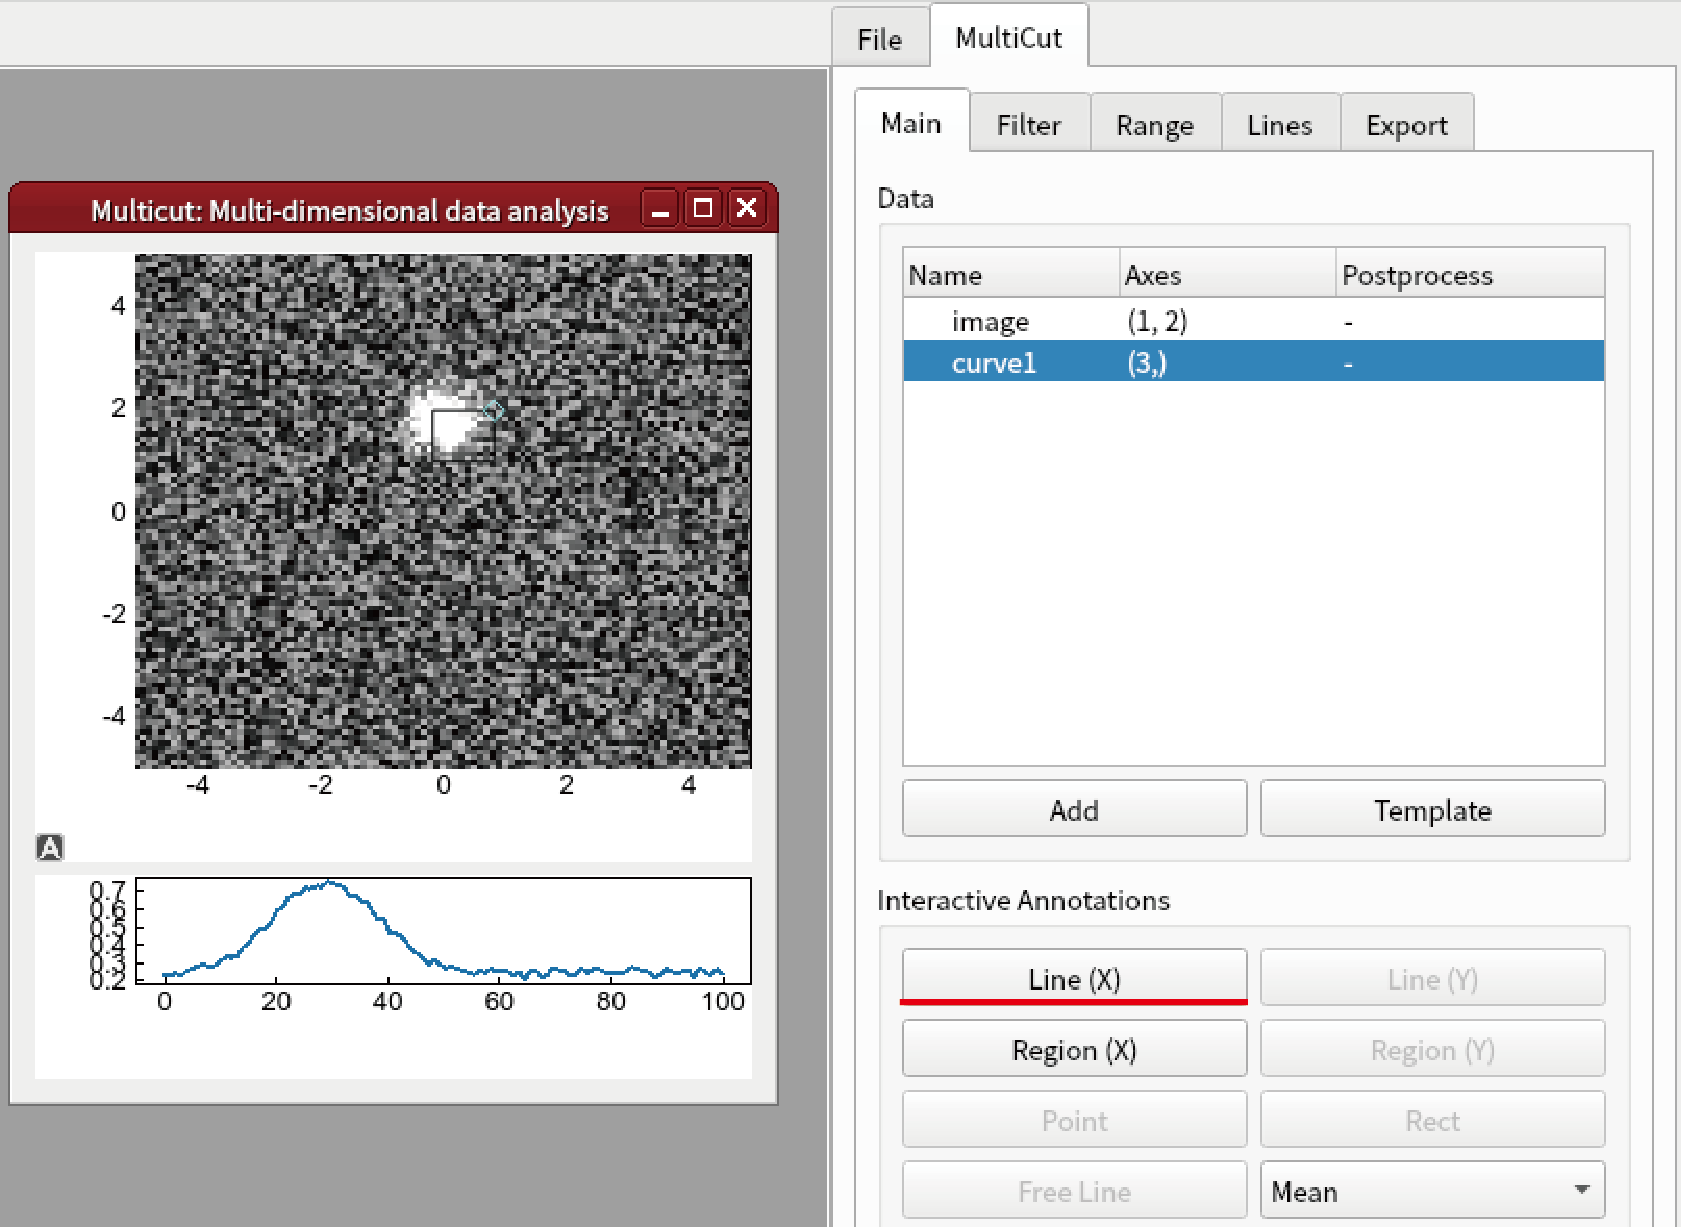 File
MultiCut
Main
Filter
Range
Lines
Export
Multicut: Multi-dimensional data analysis
4
2
0
-2
-4
-4
-2
0
2
4
A
0.7
0.6
0.5
0.4
0.3
0.2
0
20
40
60
80
100
Data
Name Axes Postprocess
image (1, 2) -
curve1 (3,) -
Add
Template
Interactive Annotations
Line (X)
Line (Y)
Region (X)
Region (Y)
Point
Rect
Free Line
Mean